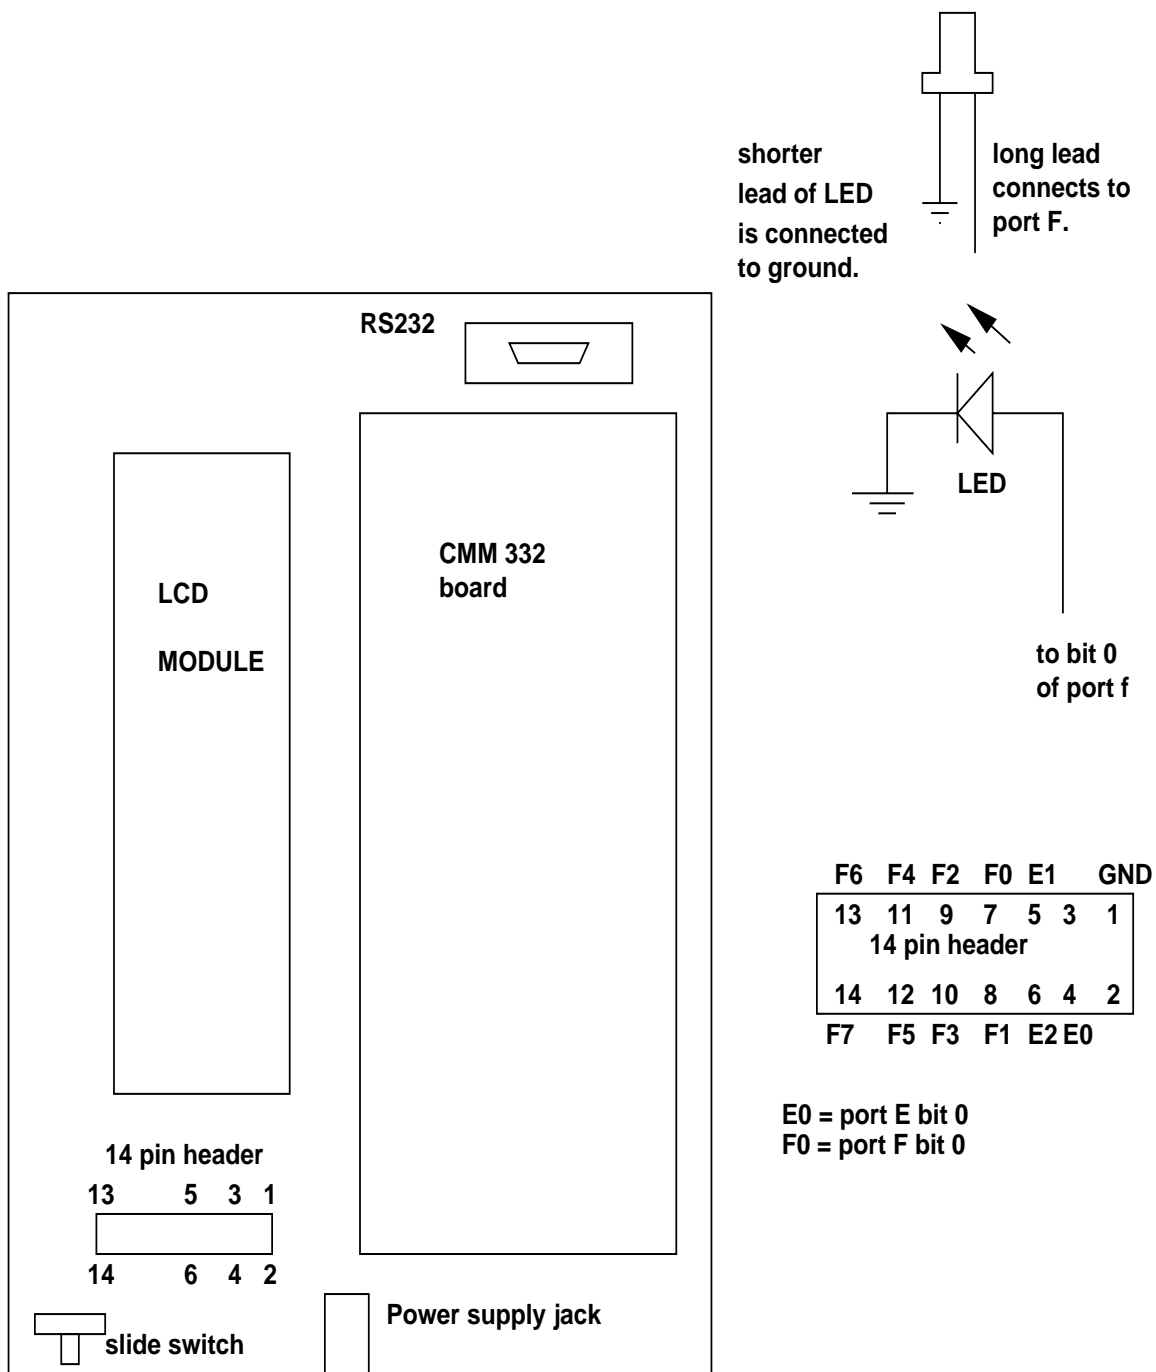 shorter
lead of LED
is connected
to ground.
long lead
connects to
port F.
RS232
LED
CMM 332
board
LCD
MODULE
to bit 0
of port f
F6 F4 F2 F0 E1 GND
13 11 9 7 5 3 1
14 pin header
14 12 10 8 6 4 2
F7 F5 F3 F1 E2 E0
E0 = port E bit 0
F0 = port F bit 0
14 pin header
13 5 3 1
14 6 4 2
Power supply jack
slide switch